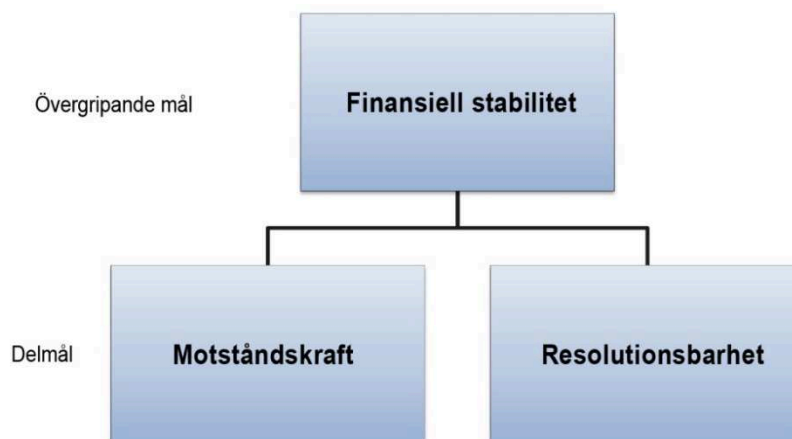 Övergripande mål
Finansiell stabilitet
Delmål
Motståndskraft
Resolutionsbarhet